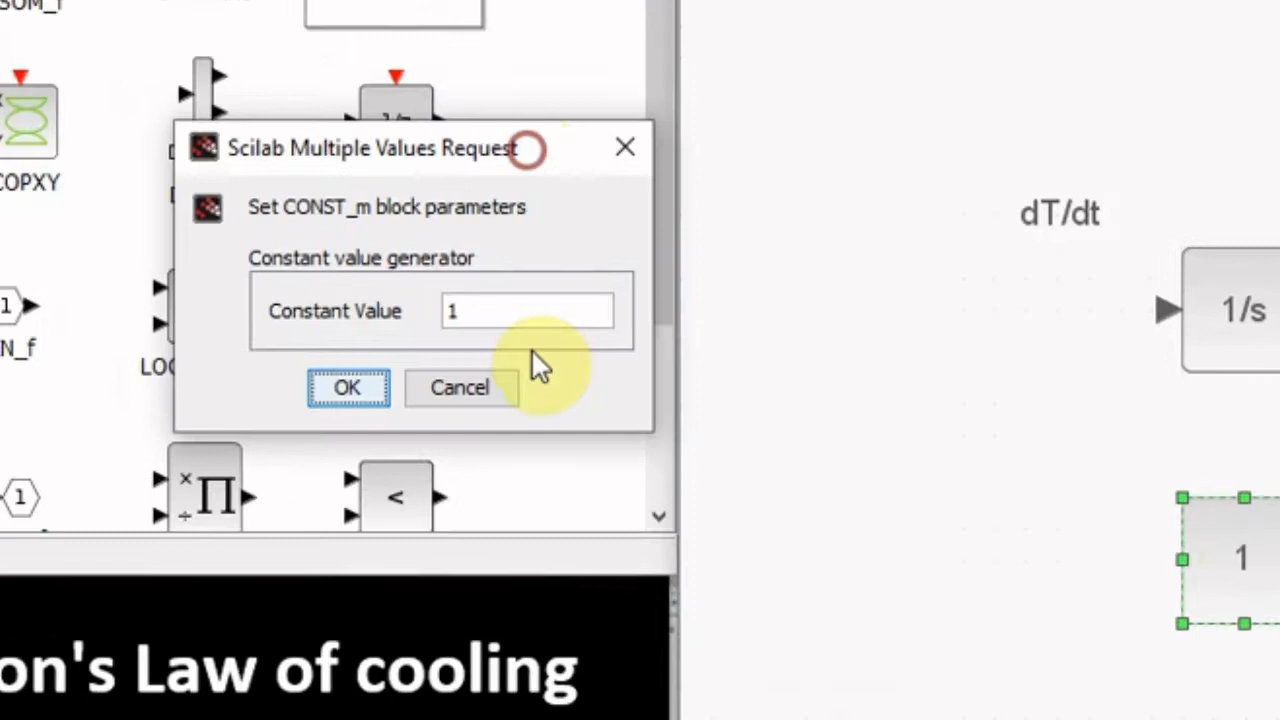 SOM_f
1/z
COPXY
Scilab Multiple Values Request
Set CONST_m block parameters
Constant value generator
Constant Value 1
OK Cancel
dT/dt
1/s
1
1
N_f
LOG
1
×
÷
Π
<
on's Law of cooling